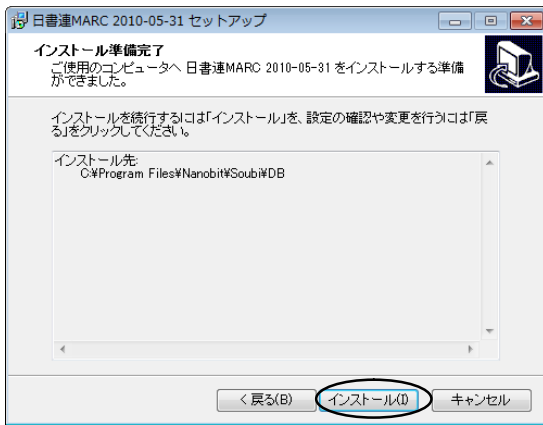 日書連MARC 2010-05-31 セットアップ
インストール準備完了
ご使用のコンピュータへ 日書連MARC 2010-05-31 をインストールする準備
ができました。
インストールを続行するには「インストール」を、設定の確認や変更を行うには「戻
る」をクリックしてください。
インストール先:
C:¥Program Files¥Nanobit¥Soubi¥DB
< 戻る(B)
インストール(I)
キャンセル